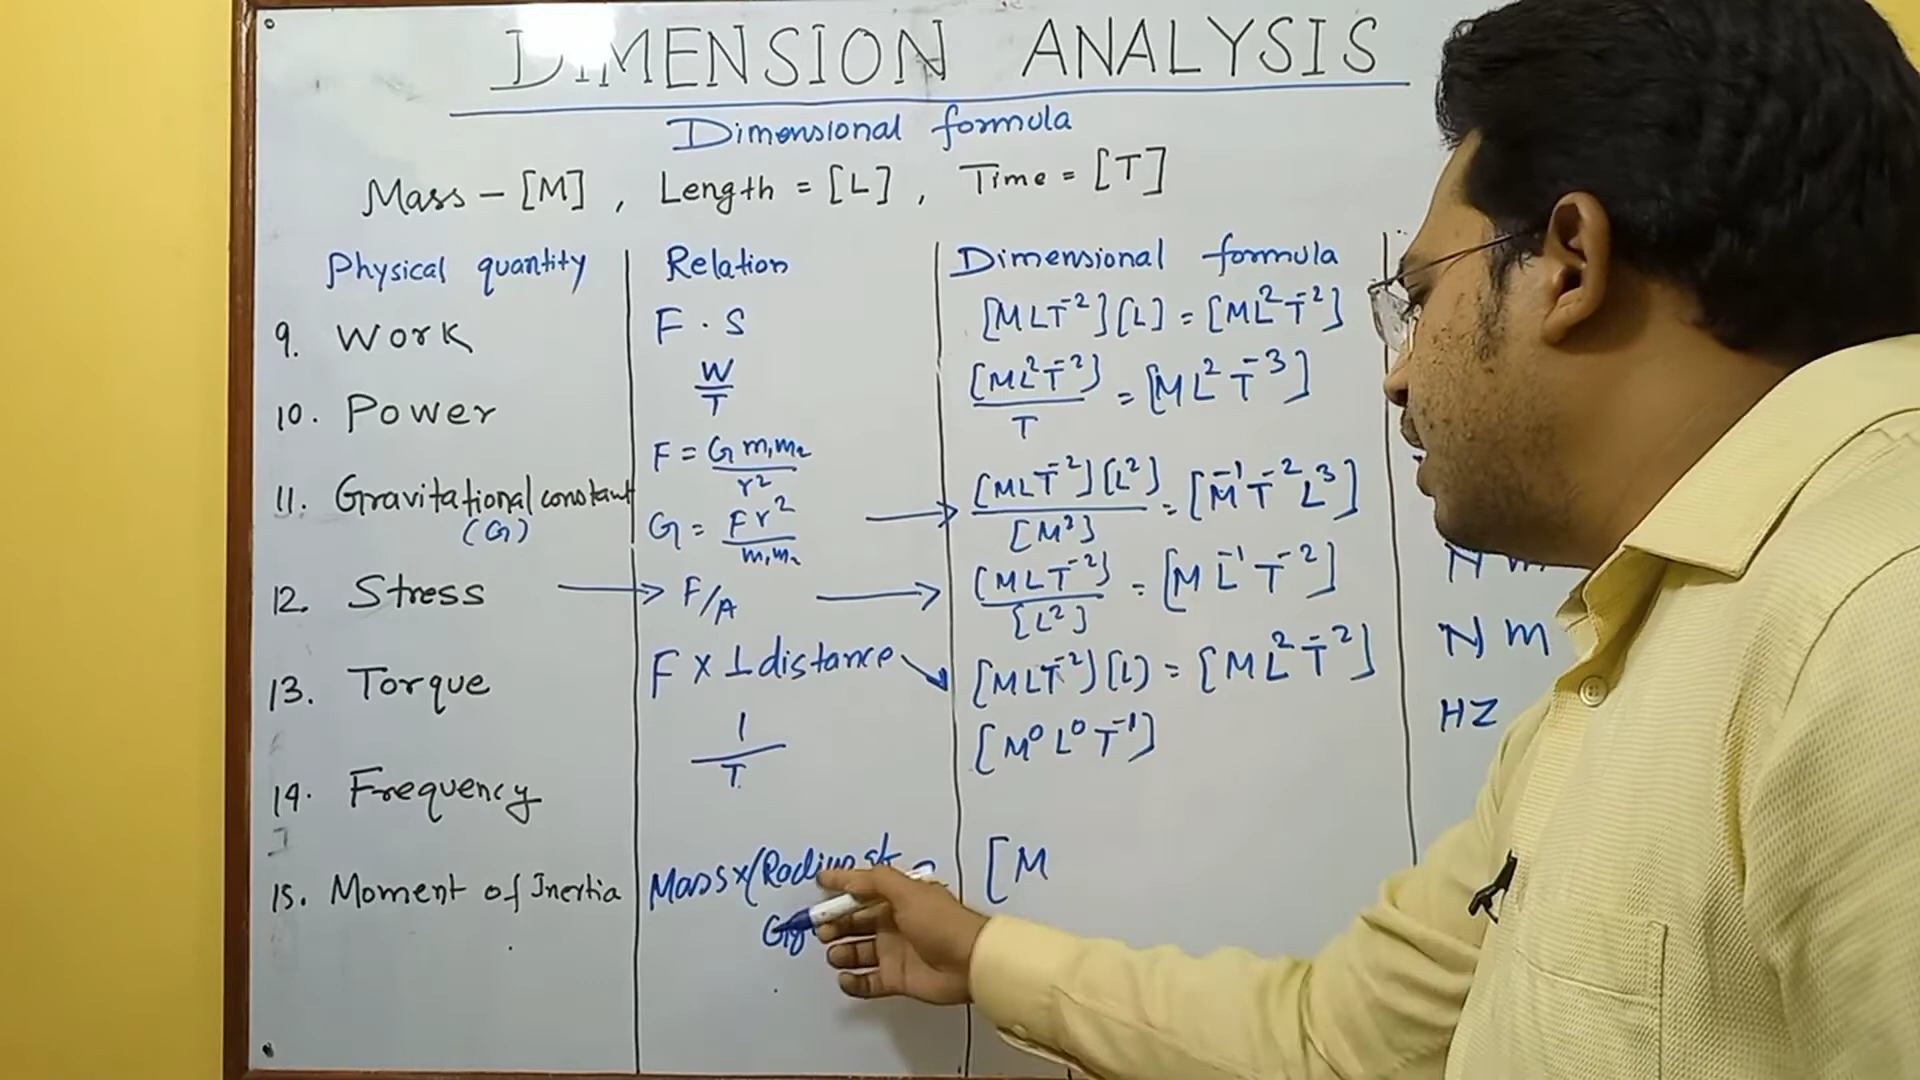 DIMENSION ANALYSIS
Dimensional formula
Mass - [M] , Length = [L] , Time = [T]
Physical quantity Relation Dimensional formula
9. Work F . S [MLT⁻²][L] = [ML²T⁻²]
10. Power W/T [ML²T⁻²]/T = [ML²T⁻³]
11. Gravitational constant (G) F = G m₁m₂/r² G = Fr²/m₁m₂ → [MLT⁻²][L²]/[M²] = [M⁻¹T⁻²L³]
12. Stress → F/A → [MLT⁻²]/[L²] = [ML⁻¹T⁻²]
13. Torque F × ⊥ distance → [MLT⁻²][L] = [ML²T⁻²] N m
14. Frequency 1/T [M⁰L⁰T⁻¹] HZ
15. Moment of Inertia Mass × (Radius [M